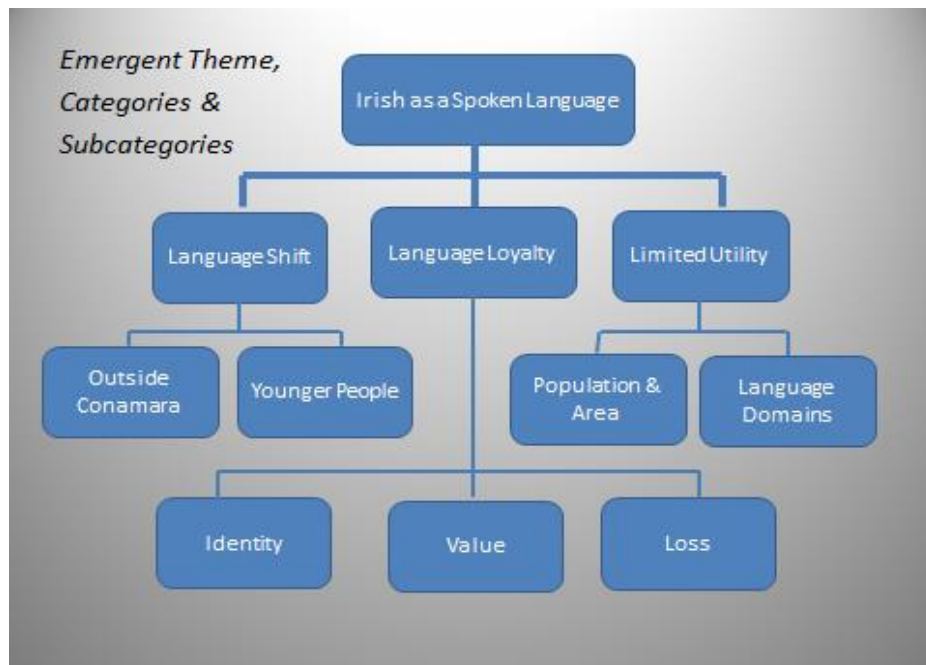 Emergent Theme,
Categories &
Subcategories
Irish as a Spoken Language
Language Shift
Language Loyalty
Limited Utility
Outside
Conamara
Younger People
Population &
Area
Language
Domains
Identity
Value
Loss